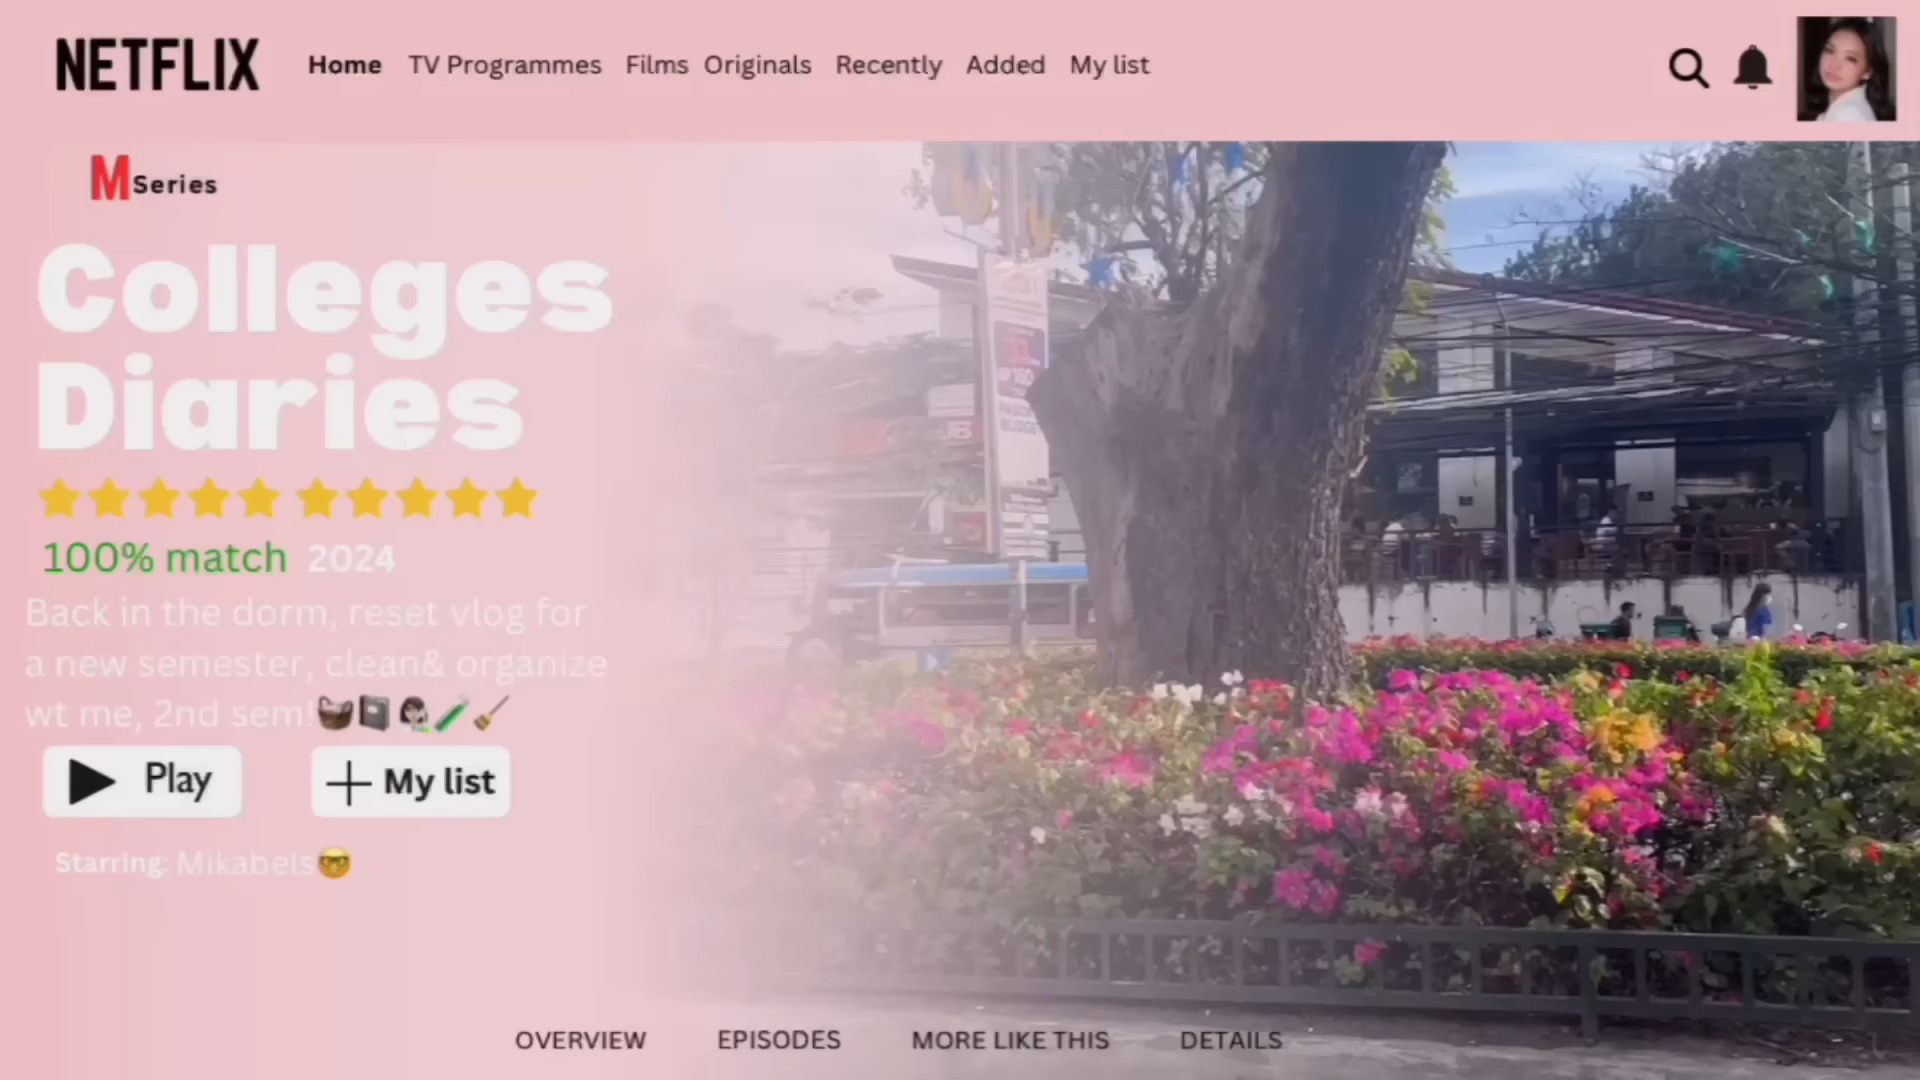 NETFLIX Home TV Programmes Films Originals Recently Added My list
M Series
Colleges
Diaries
100% match 2024
Back in the dorm, reset vlog for
a new semester, clean& organize
wt me, 2nd sem!
Play
My list
Starring: Mikabels
OVERVIEW EPISODES MORE LIKE THIS DETAILS